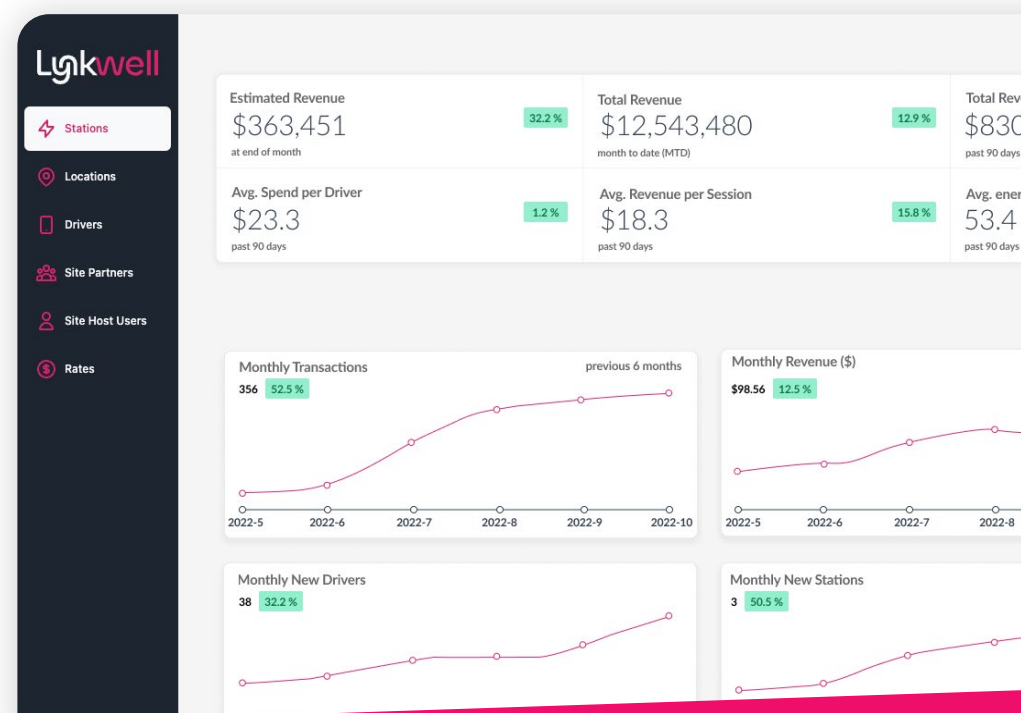 Lynkwell
Stations
Locations
Drivers
Site Partners
Site Host Users
Rates
Estimated Revenue
$363,451
32.2 %
at end of month
Total Revenue
$12,543,480
12.9 %
month to date (MTD)
Total Rev
$830
past 90 days
Avg. Spend per Driver
$23.3
1.2 %
past 90 days
Avg. Revenue per Session
$18.3
15.8 %
past 90 days
Avg. ener
53.4
past 90 days
Monthly Transactions
previous 6 months
356 52.5 %
2022-5 2022-6 2022-7 2022-8 2022-9 2022-10
Monthly Revenue ($)
$98.56 12.5 %
2022-5 2022-6 2022-7 2022-8
Monthly New Drivers
38 32.2 %
Monthly New Stations
3 50.5 %